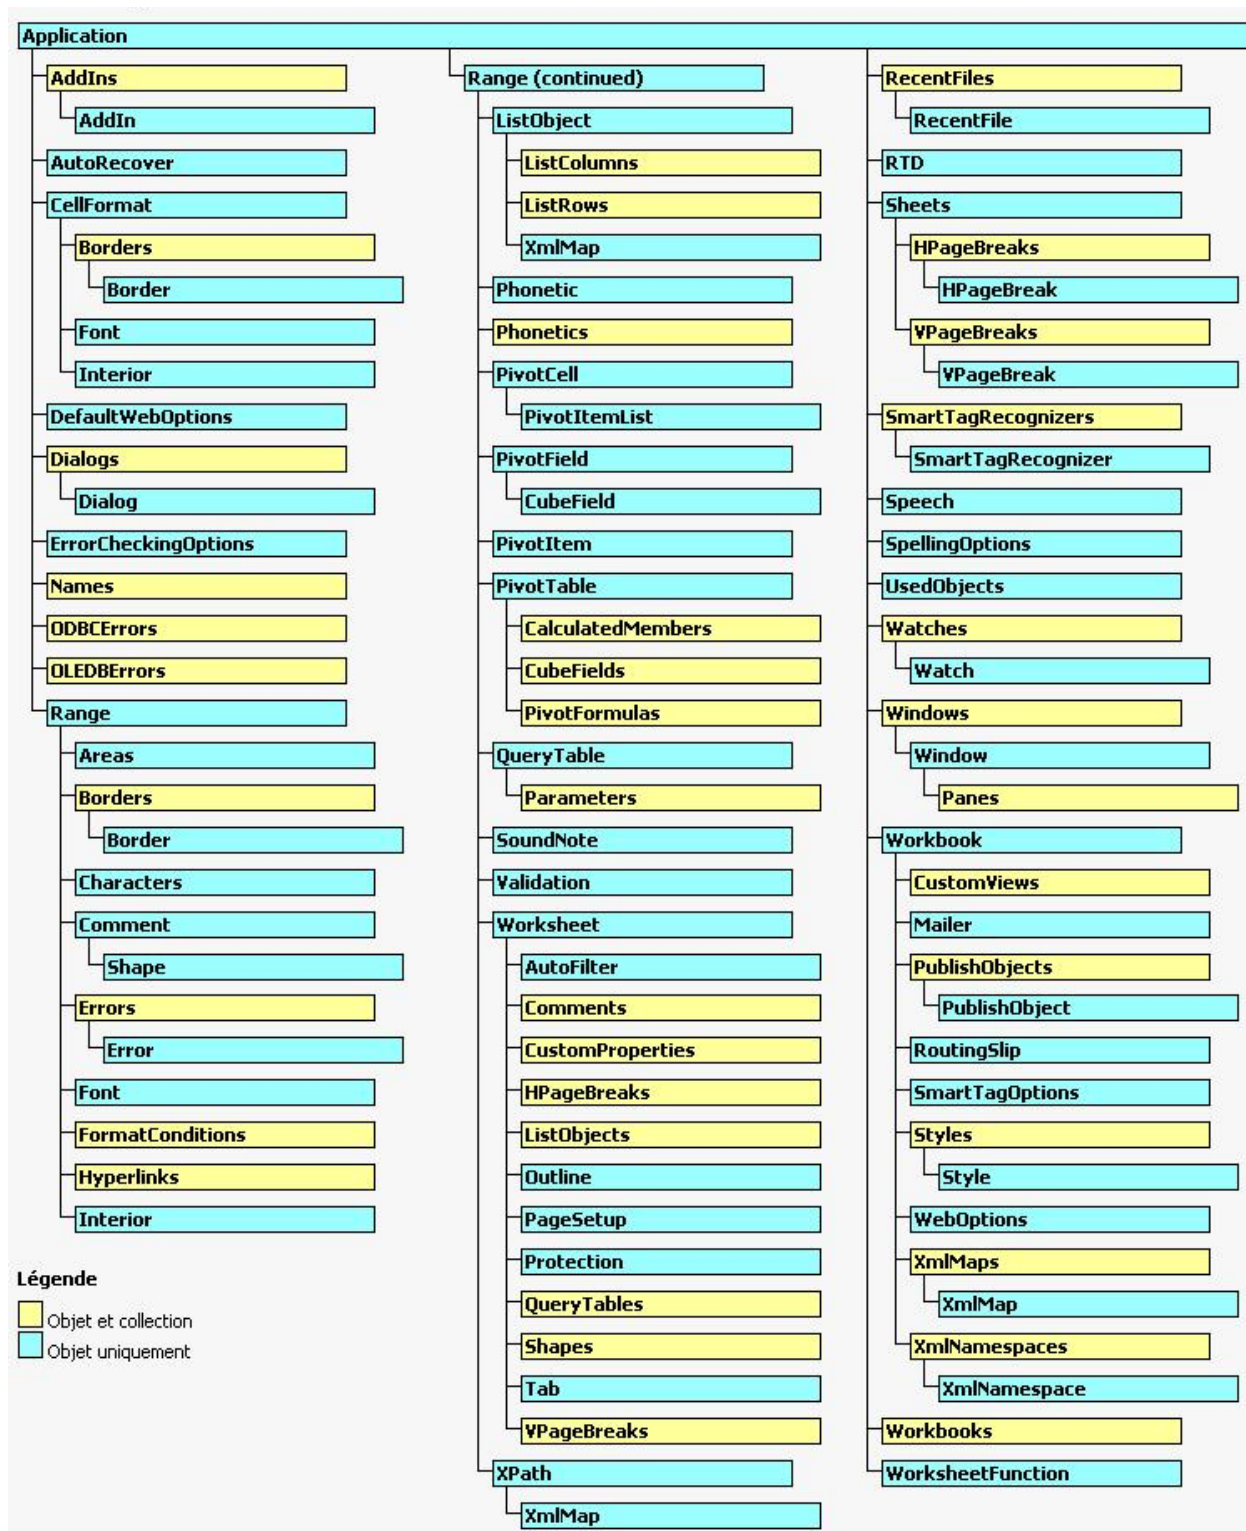 Application
AddIns
AddIn
AutoRecover
CellFormat
Borders
Border
Font
Interior
DefaultWebOptions
Dialogs
Dialog
ErrorCheckingOptions
Names
ODBCErrors
OLEDBErrors
Range
Areas
Borders
Border
Characters
Comment
Shape
Errors
Error
Font
FormatConditions
Hyperlinks
Interior
Légende
Objet et collection
Objet uniquement
Range (continued)
ListObject
ListColumns
ListRows
XmlMap
Phonetic
Phonetics
PivotCell
PivotItemList
PivotField
CubeField
PivotItem
PivotTable
CalculatedMembers
CubeFields
PivotFormulas
QueryTable
Parameters
SoundNote
Validation
Worksheet
AutoFilter
Comments
CustomProperties
HPageBreaks
ListObjects
Outline
PageSetup
Protection
QueryTables
Shapes
Tab
VPageBreaks
XPath
XmlMap
RecentFiles
RecentFile
RTD
Sheets
HPageBreaks
HPageBreak
VPageBreaks
VPageBreak
SmartTagRecognizers
SmartTagRecognizer
Speech
SpellingOptions
UsedObjects
Watches
Watch
Windows
Window
Panes
Workbook
CustomViews
Mailer
PublishObjects
PublishObject
RoutingSlip
SmartTagOptions
Styles
Style
WebOptions
XmlMaps
XmlMap
XmlNamespaces
XmlNamespace
Workbooks
WorksheetFunction